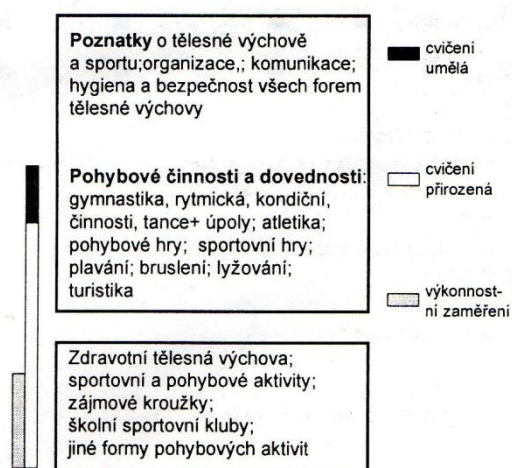 Poznatky o tělesné výchově
a sportu;organizace,; komunikace;
hygiena a bezpečnost všech forem
tělesné výchovy
Pohybové činnosti a dovednosti:
gymnastika, rytmická, kondiční,
činnosti, tance+ úpoly; atletika;
pohybové hry; sportovní hry;
plavání; bruslení; lyžování;
turistika
Zdravotní tělesná výchova;
sportovní a pohybové aktivity;
zájmové kroužky;
školní sportovní kluby;
jiné formy pohybových aktivit
cvičení
umělá
cvičení
přirozená
výkonnost-
ní zaměření